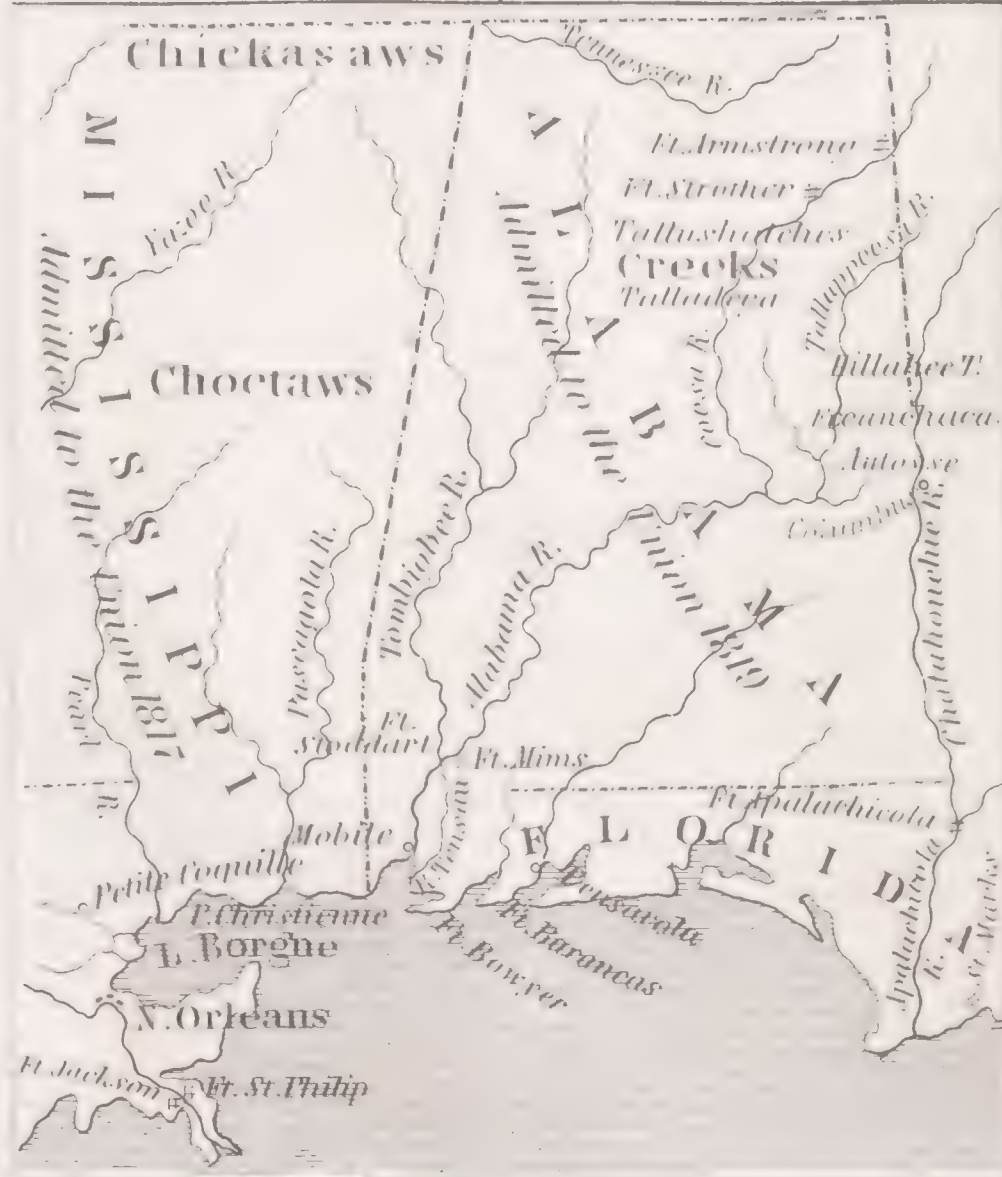 Chickasaws
Tennessee R.
MISSISSIPPI
Admitted to the Union 1817
ALABAMA
Admitted to the Union 1819
Ft. Armstrong
Ft. Strother
Tallushatches
Creeks
Talladega
Yazoo R.
Tallapoosa R.
Coosa R.
Choctaws
Hillabee T.
Autosse
Columbus
Tombigbee R.
Alabama R.
Pascagola R.
Chatahouchie R.
Pearl R.
Ft. Stoddart
Ft. Mims
Ft. Apalachicola
Mobile
FLORIDA
Petite Coquille
P. Christienne
Pensacola
Ft. Barancas
Ft. Bowyer
Apalachicola R.
St. Marks
L. Borgne
N. Orleans
Ft. Jackson
Ft. St. Philip